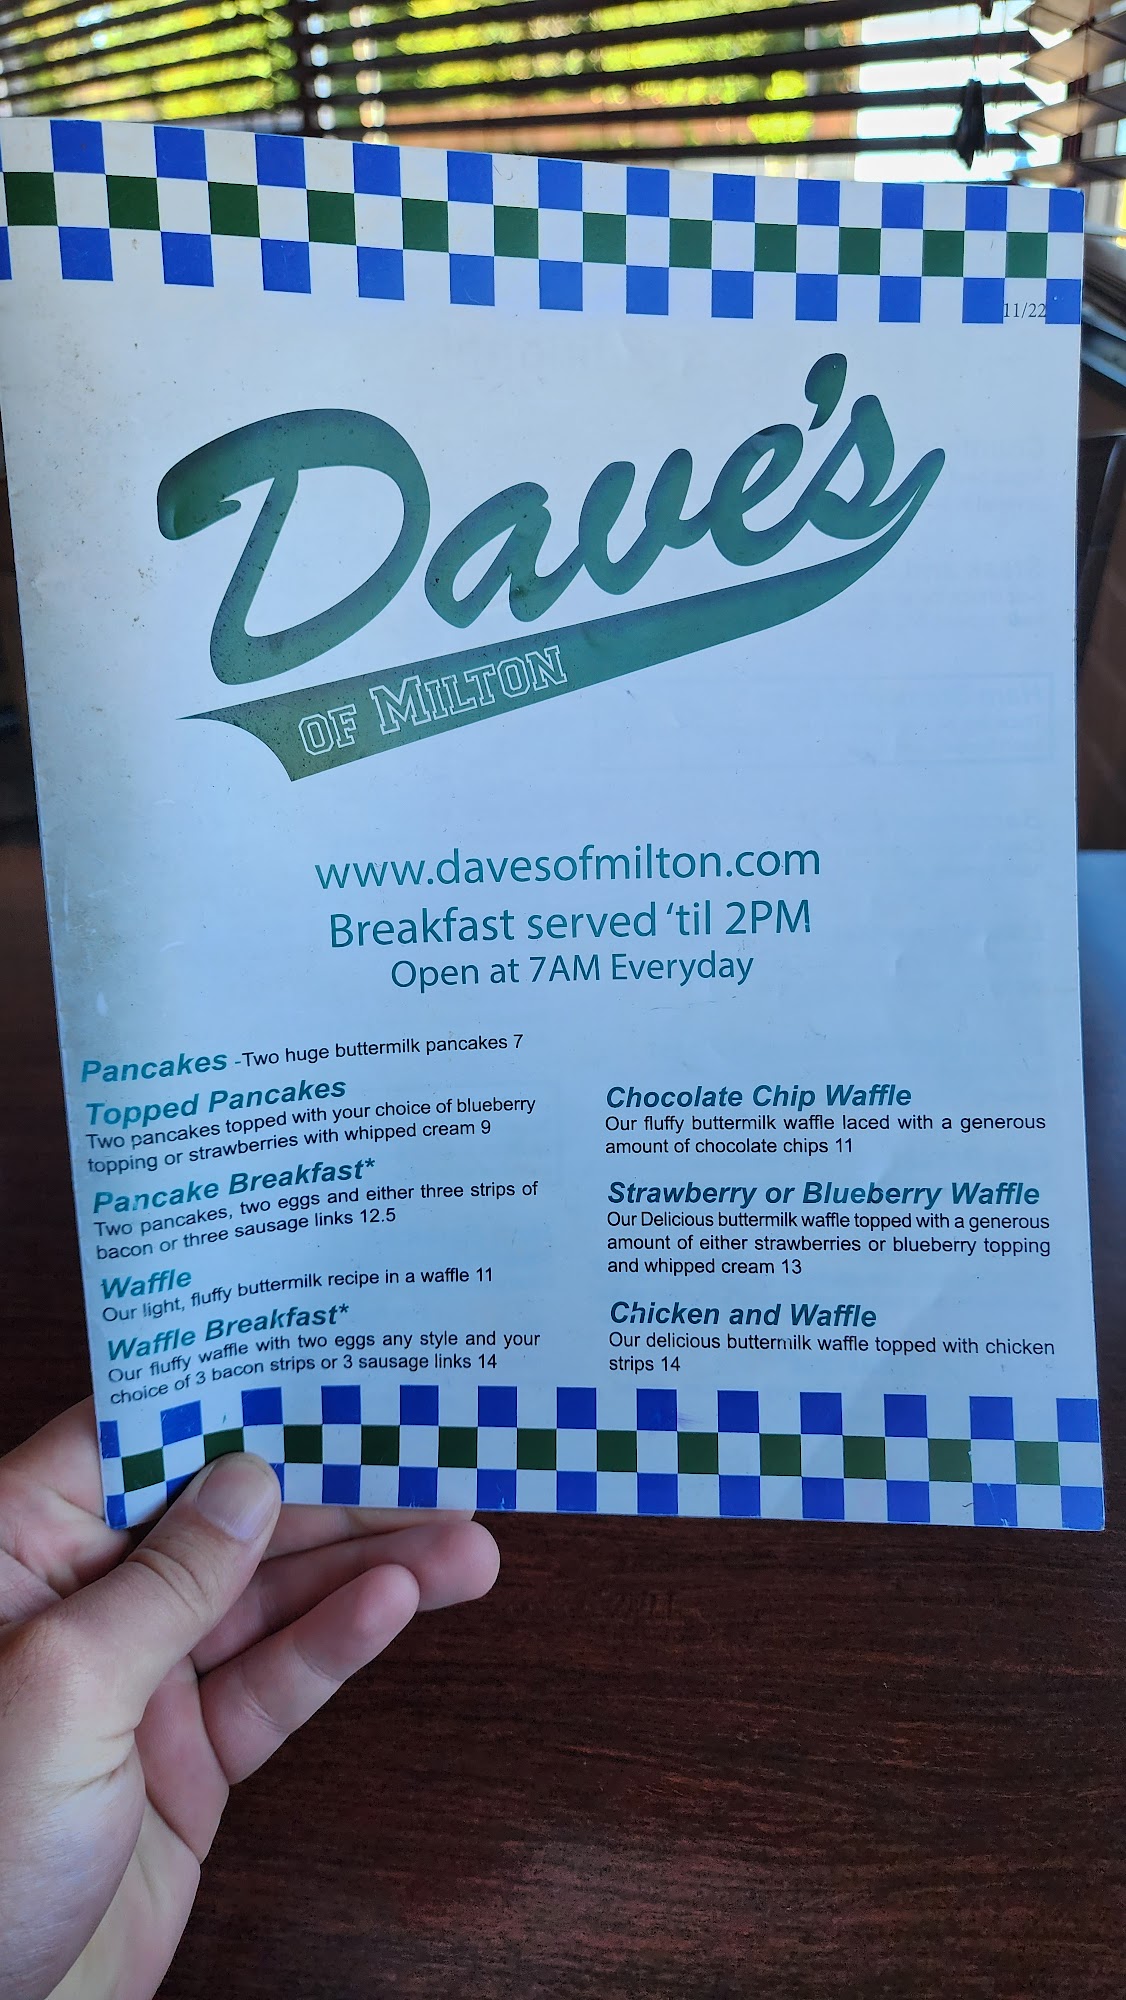 11/22
Dave's
OF MILTON
www.davesofmilton.com
Breakfast served 'til 2PM
Open at 7AM Everyday
Pancakes -Two huge buttermilk pancakes 7
Topped Pancakes
Two pancakes topped with your choice of blueberry
topping or strawberries with whipped cream 9
Pancake Breakfast*
Two pancakes, two eggs and either three strips of
bacon or three sausage links 12.5
Waffle
Our light, fluffy buttermilk recipe in a waffle 11
Waffle Breakfast*
Our fluffy waffle with two eggs any style and your
choice of 3 bacon strips or 3 sausage links 14
Chocolate Chip Waffle
Our fluffy buttermilk waffle laced with a generous
amount of chocolate chips 11
Strawberry or Blueberry Waffle
Our Delicious buttermilk waffle topped with a generous
amount of either strawberries or blueberry topping
and whipped cream 13
Chicken and Waffle
Our delicious buttermilk waffle topped with chicken
strips 14